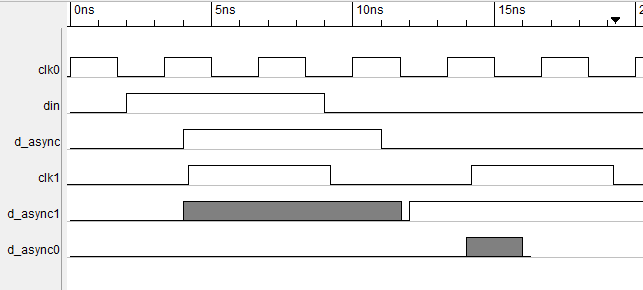 0ns 5ns 10ns 15ns 2
clk0
din
d_async
clk1
d_async1
d_async0